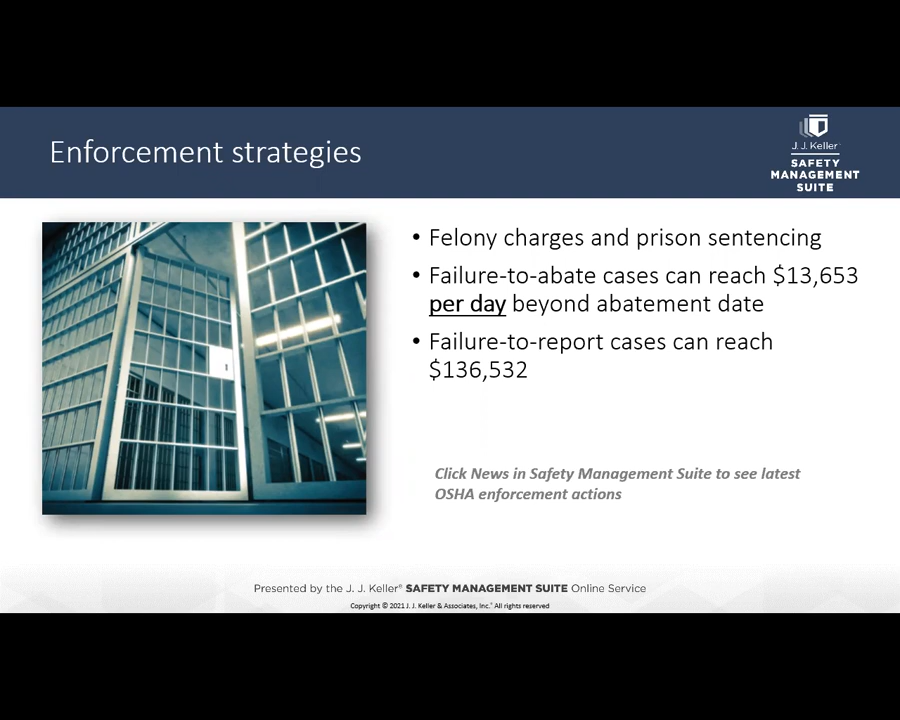 Enforcement strategies
J. J. Keller
SAFETY
MANAGEMENT
SUITE
• Felony charges and prison sentencing
• Failure-to-abate cases can reach $13,653
per day beyond abatement date
• Failure-to-report cases can reach
$136,532
Click News in Safety Management Suite to see latest
OSHA enforcement actions
Presented by the J. J. Keller® SAFETY MANAGEMENT SUITE Online Service
Copyright © 2021 J. J. Keller & Associates, Inc.® All rights reserved